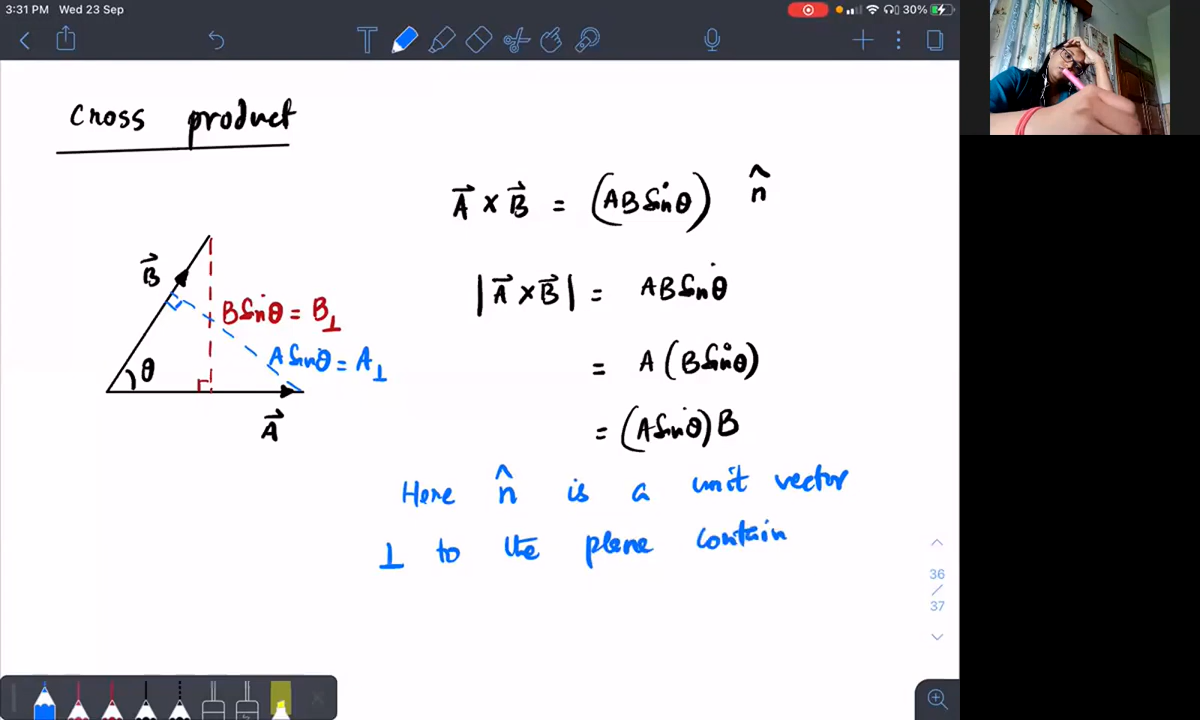 3:31 PM Wed 23 Sep
30%
T
Cross product
A⃗ × B⃗ = (AB sinθ) n̂
|A⃗ × B⃗| = AB sinθ
= A (B sinθ)
= (A sinθ) B
B⃗
B sinθ = B⊥
A sinθ = A⊥
θ
A⃗
Here n̂ is a unit vector
⊥ to the plane contain
36
/
37